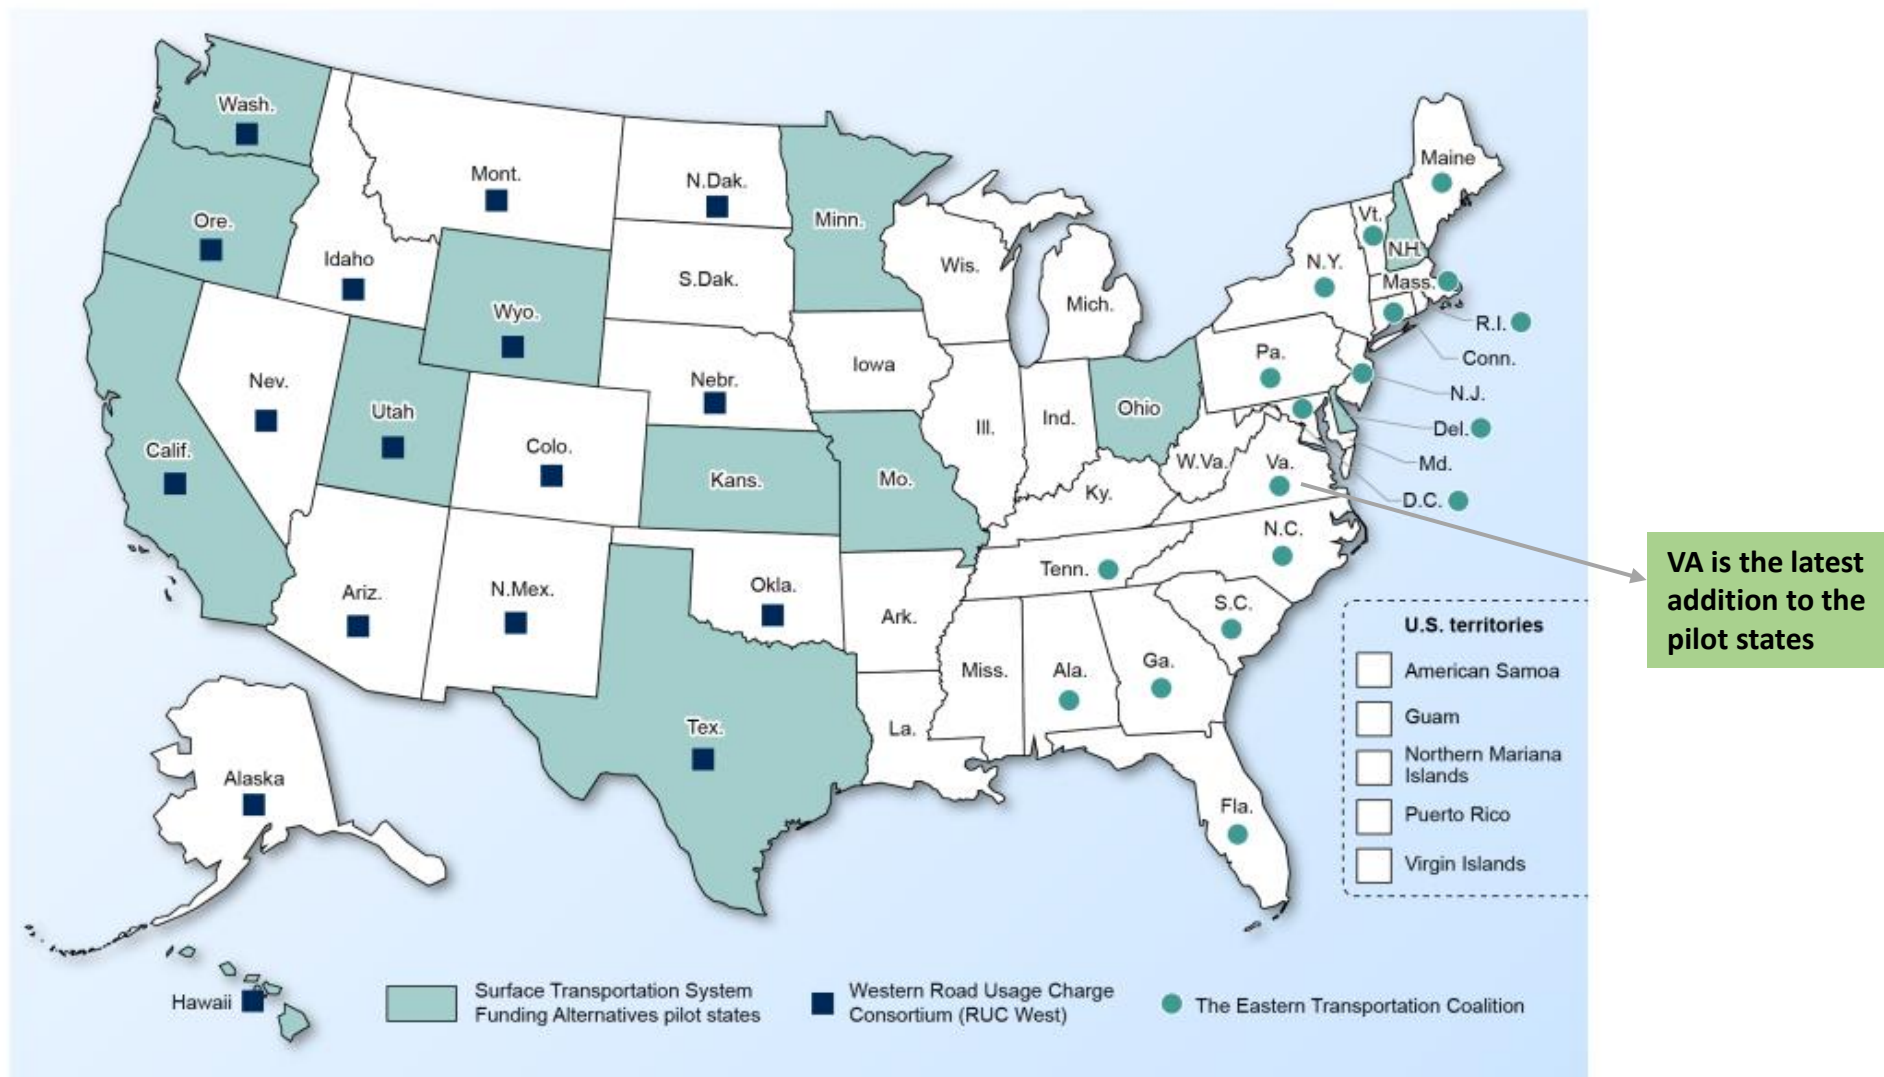 Wash.
Mont.
N.Dak.
Minn.
Maine
Ore.
Idaho
S.Dak.
Wis.
Mich.
Vt.
N.H.
N.Y.
Mass.
Wyo.
R.I.
Conn.
Nev.
Utah
Nebr.
Iowa
Pa.
N.J.
Calif.
Colo.
Kans.
Mo.
Ill.
Ind.
Ohio
Del.
W.Va.
Va.
Md.
Ky.
D.C.
N.C.
Ariz.
N.Mex.
Okla.
Ark.
Tenn.
S.C.
Tex.
La.
Miss.
Ala.
Ga.
Fla.
Alaska
Hawaii
VA is the latest
addition to the
pilot states
U.S. territories
American Samoa
Guam
Northern Mariana
Islands
Puerto Rico
Virgin Islands
Surface Transportation System
Funding Alternatives pilot states
Western Road Usage Charge
Consortium (RUC West)
The Eastern Transportation Coalition